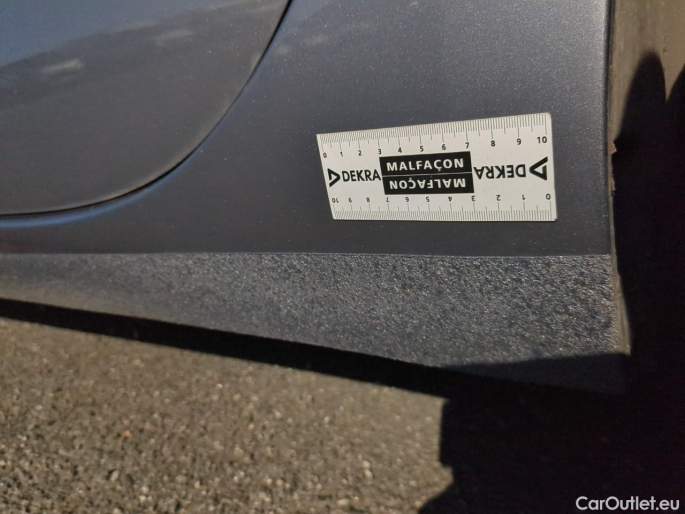 0 1 2 3 4 5 6 7 8 9 10
DEKRA MALFAÇON DEKRA
MALFAÇON
10 9 8 7 6 5 4 3 2 1 0
CarOutlet.eu